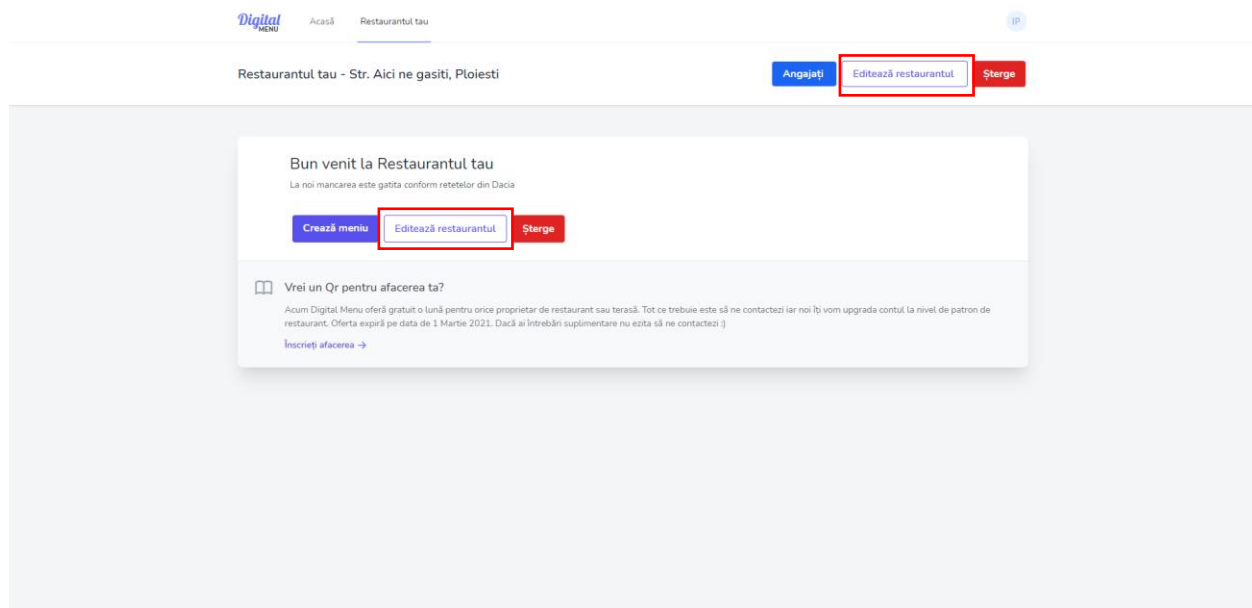 Digital MENU Acasă Restaurantul tau IP
Restaurantul tau - Str. Aici ne gasiti, Ploiesti Angajați Editează restaurantul Șterge
Bun venit la Restaurantul tau
La noi mancarea este gatita conform retetelor din Dacia
Crează meniu Editează restaurantul Șterge
Vrei un Qr pentru afacerea ta?
Acum Digital Menu oferă gratuit o lună pentru orice proprietar de restaurant sau terasă. Tot ce trebuie este să ne contactezi iar noi îți vom upgrada contul la nivel de patron de
restaurant. Oferta expiră pe data de 1 Martie 2021. Dacă ai întrebări suplimentare nu ezita să ne contactezi :)
Înscrieți afacerea →